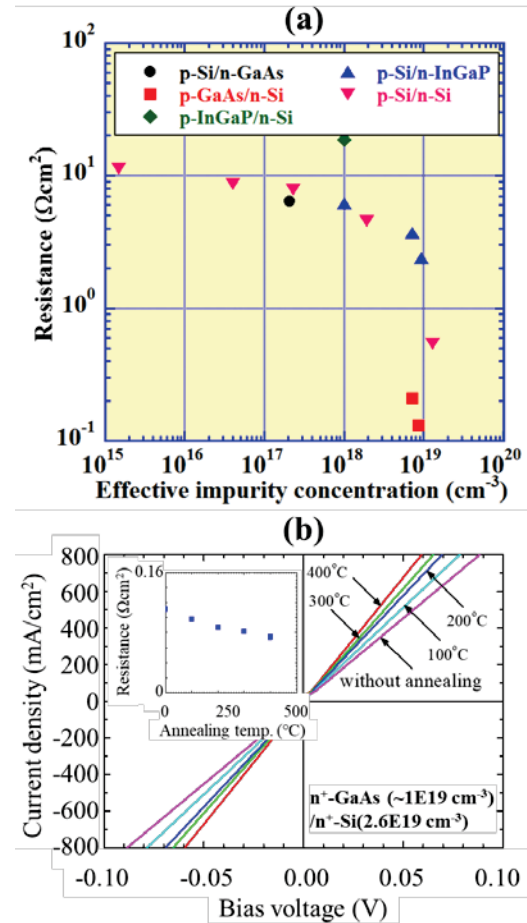 (a)
10²
p-Si/n-GaAs p-Si/n-InGaP
p-GaAs/n-Si p-Si/n-Si
p-InGaP/n-Si
10¹
10⁰
10⁻¹
Resistance (Ωcm²)
10¹⁵ 10¹⁶ 10¹⁷ 10¹⁸ 10¹⁹ 10²⁰
Effective impurity concentration (cm⁻³)
(b)
800
600
400
200
0
-200
-400
-600
-800
Current density (mA/cm²)
0.16
0
Resistance (Ωcm²)
0 500
Annealing temp. (°C)
400°C
300°C
200°C
100°C
without annealing
n⁺-GaAs (~1E19 cm⁻³)
/n⁺-Si(2.6E19 cm⁻³)
-0.10 -0.05 0.00 0.05 0.10
Bias voltage (V)